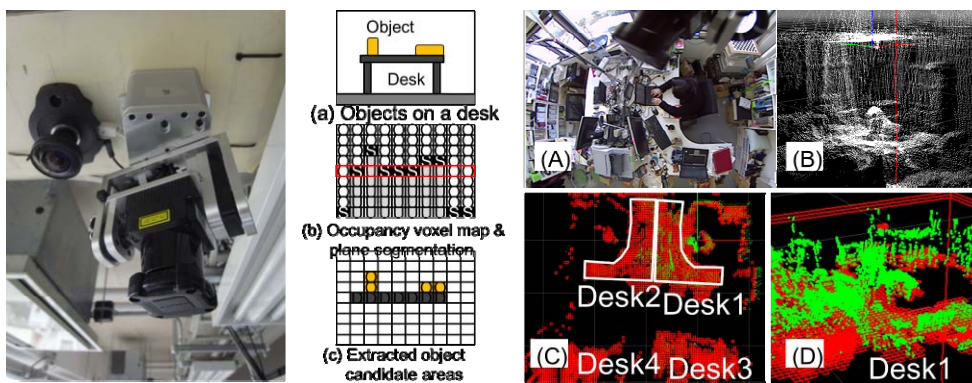 Object
Desk
(a) Objects on a desk
S
S S
S S S S S
S S S
(b) Occupancy voxel map &
plane segmentation
(c) Extracted object
candidate areas
(A)
(B)
Desk2 Desk1
(C) Desk4 Desk3
(D) Desk1